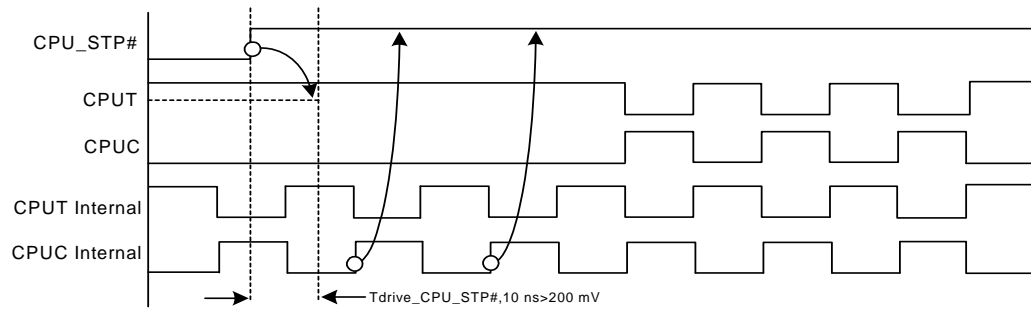 CPU_STP#
CPUT
CPUC
CPUT Internal
CPUC Internal
Tdrive_CPU_STP#,10 ns>200 mV